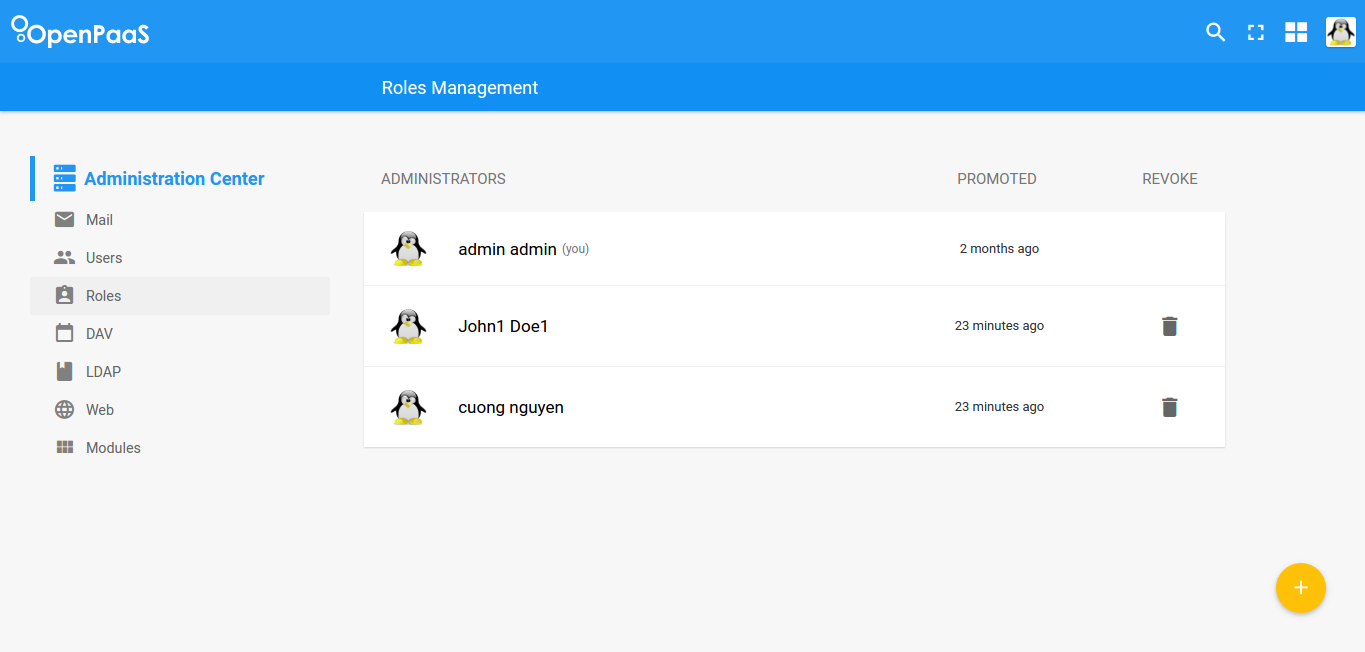 OpenPaaS
Roles Management
Administration Center
Mail
Users
Roles
DAV
LDAP
Web
Modules
ADMINISTRATORS PROMOTED REVOKE
admin admin (you) 2 months ago
John1 Doe1 23 minutes ago
cuong nguyen 23 minutes ago
+